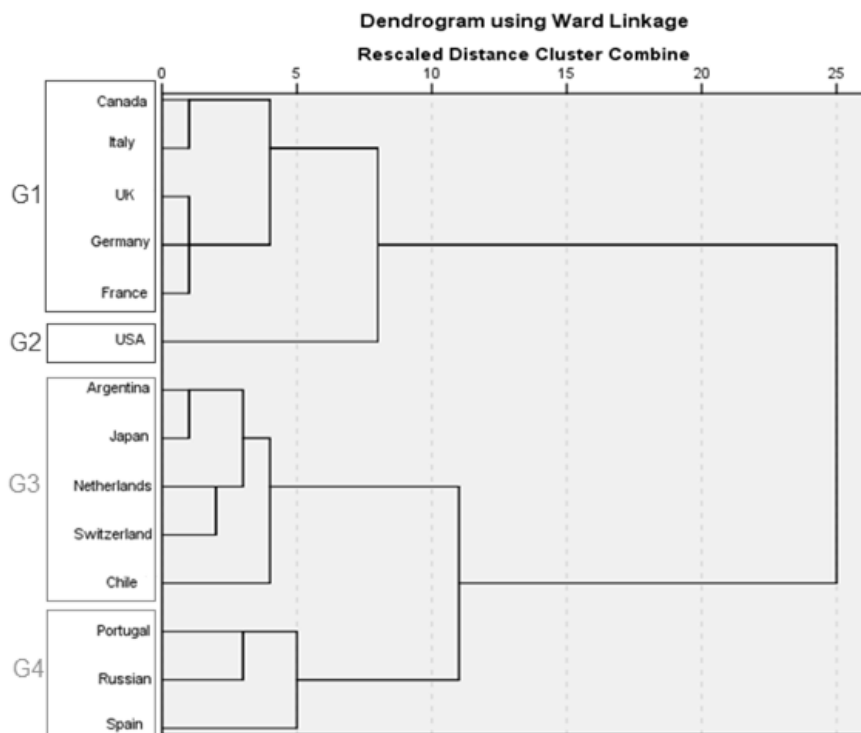 Dendrogram using Ward Linkage
Rescaled Distance Cluster Combine
0 5 10 15 20 25
Canada
Italy
G1
UK
Germany
France
G2
USA
Argentina
Japan
G3
Netherlands
Switzerland
Chile
Portugal
G4
Russian
Spain